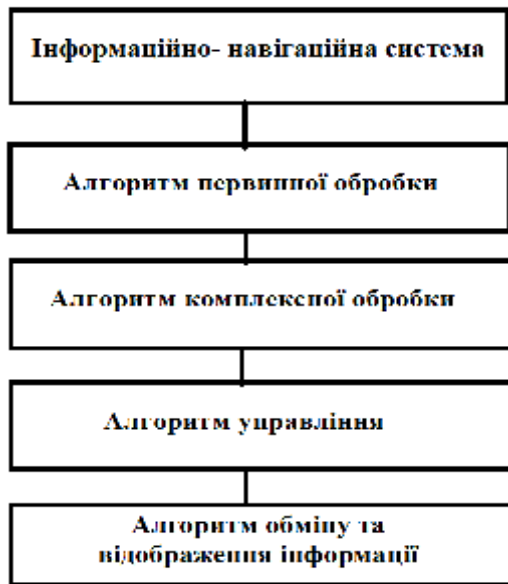 Інформаційно- навігаційна система
Алгоритм первинної обробки
Алгоритм комплексної обробки
Алгоритм управління
Алгоритм обміну та
відображення інформації